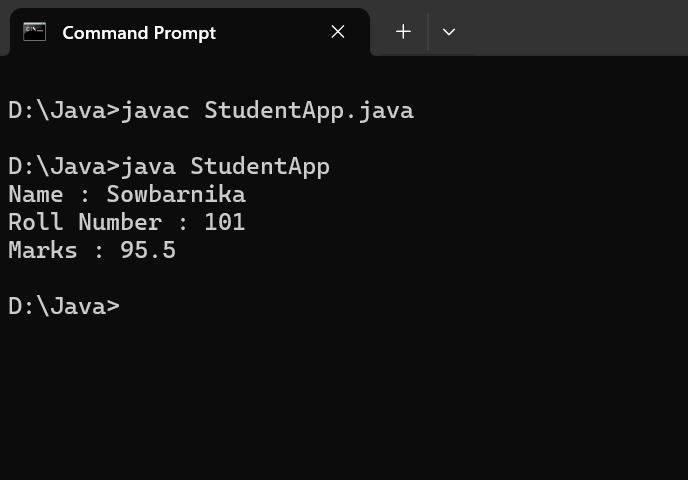 Command Prompt
D:\Java>javac StudentApp.java
D:\Java>java StudentApp
Name : Sowbarnika
Roll Number : 101
Marks : 95.5
D:\Java>